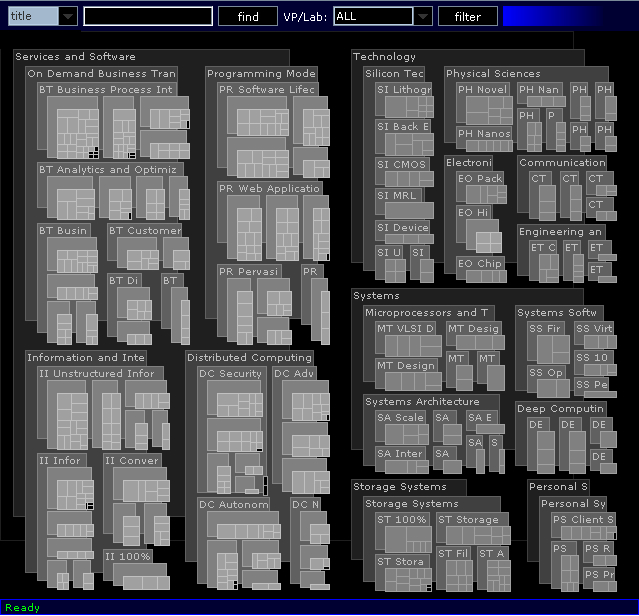 title find VP/Lab: ALL filter
Services and Software
On Demand Business Tran
BT Business Process Int
BT Analytics and Optimiz
BT Busin
BT Customer
BT Di
BT
Programming Mode
PR Software Lifec
PR Web Applicatio
PR Pervasi
PR
Information and Inte
II Unstructured Infor
II Infor
II Conver
II 100%
Distributed Computing
DC Security
DC Adv
DC Autonom
DC N
Technology
Silicon Tec
SI Lithogr
SI Back E
SI CMOS
SI MRL
SI Device
SI U
SI
Physical Sciences
PH Novel
PH Nan
PH
PH
PH Nanos
PH
P
PH
PH
Electroni
EO Pack
EO Hi
EO Chip
Communication
CT
CT
CT
CT
Engineering an
ET C
ET
ET
ET
Systems
Microprocessors and T
MT VLSI D
MT Desig
MT Design
MT
MT
Systems Softw
SS Fir
SS Virt
SS 10
SS Op
SS Pe
Systems Architecture
SA Scale
SA
SA E
SA Inter
SA
SA
S
Deep Computin
DE
DE
DE
DE
Storage Systems
Storage Systems
ST 100%
ST Storage
ST Stora
ST Fil
ST A
Personal S
Personal Sy
PS Client S
PS
PS R
PS Pr
Ready